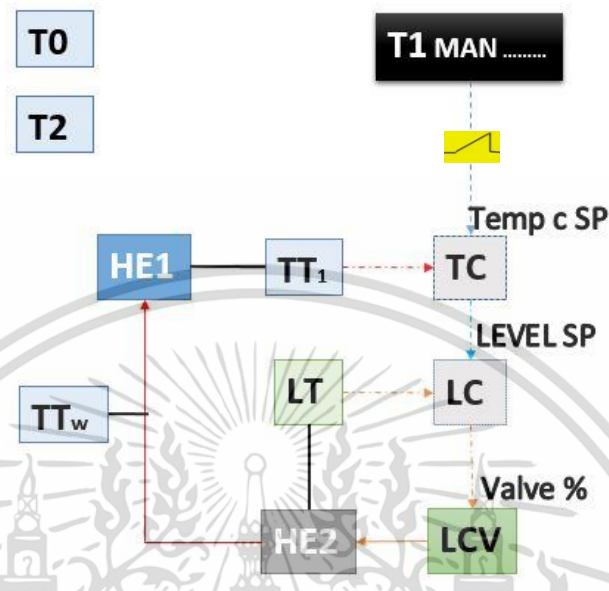 T0
T1 MAN .........
T2
Temp c SP
HE1
TT1
TC
LEVEL SP
LT
LC
TTw
Valve %
HE2
LCV